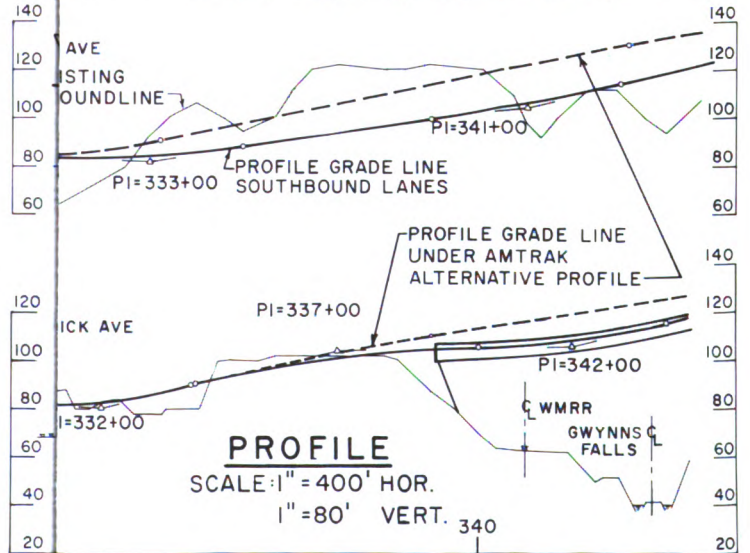 140
140
AVE
120
120
ISTING
OUNDLINE
100
100
PI=341+00
80
80
PI=333+00
PROFILE GRADE LINE
SOUTHBOUND LANES
60
60
PROFILE GRADE LINE
UNDER AMTRAK
ALTERNATIVE PROFILE
140
120
120
PI=337+00
ICK AVE
100
100
PI=342+00
80
80
I=332+00
℄ WMRR
GWYNNS ℄
FALLS
60
60
PROFILE
SCALE: 1" = 400' HOR.
1" = 80' VERT.
40
40
340
20
20